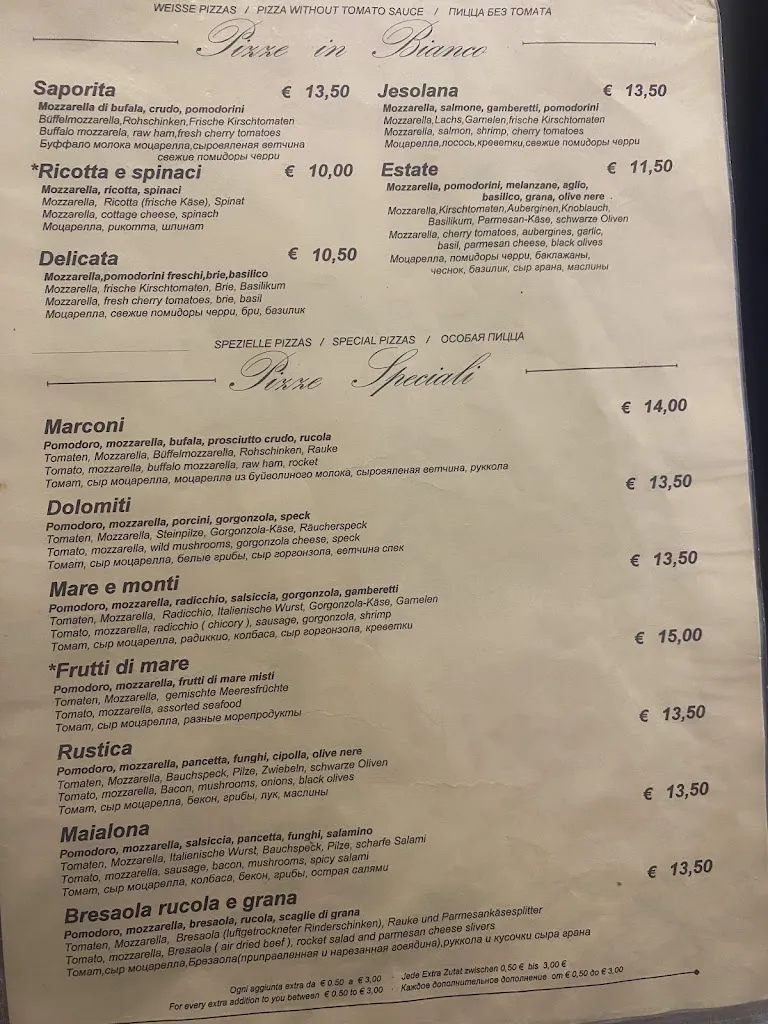 WEISSE PIZZAS / PIZZA WITHOUT TOMATO SAUCE / ПИЦЦА БЕЗ ТОМАТА
Pizze in Bianco
Saporita € 13,50
Mozzarella di bufala, crudo, pomodorini
Büffelmozzarella,Rohschinken,Frische Kirschtomaten
Buffalo mozzarela, raw ham,fresh cherry tomatoes
Буффало молока моцарелла,сыровяленая ветчина
свежие помидоры черри
*Ricotta e spinaci € 10,00
Mozzarella, ricotta, spinaci
Mozzarella, Ricotta (frische Käse), Spinat
Mozzarella, cottage cheese, spinach
Моцарелла, рикотта, шпинат
Delicata € 10,50
Mozzarella,pomodorini freschi,brie,basilico
Mozzarella, frische Kirschtomaten, Brie, Basilikum
Mozzarella, fresh cherry tomatoes, brie, basil
Моцарелла, свежие помидоры черри, бри, базилик
Jesolana € 13,50
Mozzarella, salmone, gamberetti, pomodorini
Mozzarella,Lachs,Garnelen,frische Kirschtomaten
Mozzarella, salmon, shrimp, cherry tomatoes
Моцарелла,лосось,креветки,свежие помидоры черри
Estate € 11,50
Mozzarella, pomodorini, melanzane, aglio,
basilico, grana, olive nere .
Mozzarella,Kirschtomaten,Auberginen,Knoblauch,
Basilikum, Parmesan-Käse, schwarze Oliven
Mozzarella, cherry tomatoes, aubergines, garlic,
basil, parmesan cheese, black olives
Моцарелла, помидоры черри, баклажаны,
чеснок, базилик, сыр грана, маслины
SPEZIELLE PIZZAS / SPECIAL PIZZAS / ОСОБАЯ ПИЦЦА
Pizze Speciali
Marconi € 14,00
Pomodoro, mozzarella, bufala, prosciutto crudo, rucola
Tomaten, Mozzarella, Büffelmozzarella, Rohschinken, Rauke
Tomato, mozzarella, buffalo mozzarella, raw ham, rocket
Томат, сыр моцарелла, моцарелла из буйволиного молока, сыровяленая ветчина, руккола
Dolomiti € 13,50
Pomodoro, mozzarella, porcini, gorgonzola, speck
Tomaten, Mozzarella, Steinpilze, Gorgonzola-Käse, Räucherspeck
Tomato, mozzarella, wild mushrooms, gorgonzola cheese, speck
Томат, сыр моцарелла, белые грибы, сыр горгонзола, ветчина спек
Mare e monti € 13,50
Pomodoro, mozzarella, radicchio, salsiccia, gorgonzola, gamberetti
Tomaten, Mozzarella, Radicchio, Italienische Wurst, Gorgonzola-Käse, Garnelen
Tomato, mozzarella, radicchio ( chicory ), sausage, gorgonzola, shrimp
Томат, сыр моцарелла, радиккио, колбаса, сыр горгонзола, креветки
*Frutti di mare € 15,00
Pomodoro, mozzarella, frutti di mare misti
Tomaten, Mozzarella, gemischte Meeresfrüchte
Tomato, mozzarella, assorted seafood
Томат, сыр моцарелла, разные морепродукты
Rustica € 13,50
Pomodoro, mozzarella, pancetta, funghi, cipolla, olive nere
Tomaten, Mozzarella, Bauchspeck, Pilze, Zwiebeln, schwarze Oliven
Tomato, mozzarella, Bacon, mushrooms, onions, black olives
Томат, сыр моцарелла, бекон, грибы, лук, маслины
Maialona € 13,50
Pomodoro, mozzarella, salsiccia, pancetta, funghi, salamino
Tomaten, Mozzarella, Italienische Wurst, Bauchspeck, Pilze, scharfe Salami
Tomato, mozzarella, sausage, bacon, mushrooms, spicy salami
Томат, сыр моцарелла, колбаса, бекон, грибы, острая салями
Bresaola rucola e grana € 13,50
Pomodoro, mozzarella, bresaola, rucola, scaglie di grana
Tomaten, Mozzarella, Bresaola (luftgetrockneter Rinderschinken), Rauke und Parmesankäsesplitter
Tomato, mozzarella, Bresaola ( air dried beef ), rocket salad and parmesan cheese slivers
Томат,сыр моцарелла,Брезаола(приправленная и нарезанная говядина),руккола и кусочки сыра грана
Ogni aggiunta extra da € 0.50 a € 3,00 · Jede Extra Zutat zwischen 0,50 € bis 3,00 €
For every extra addition to you between € 0.50 to € 3.00 · Каждое дополнительное дополнение от € 0,50 до € 3.00